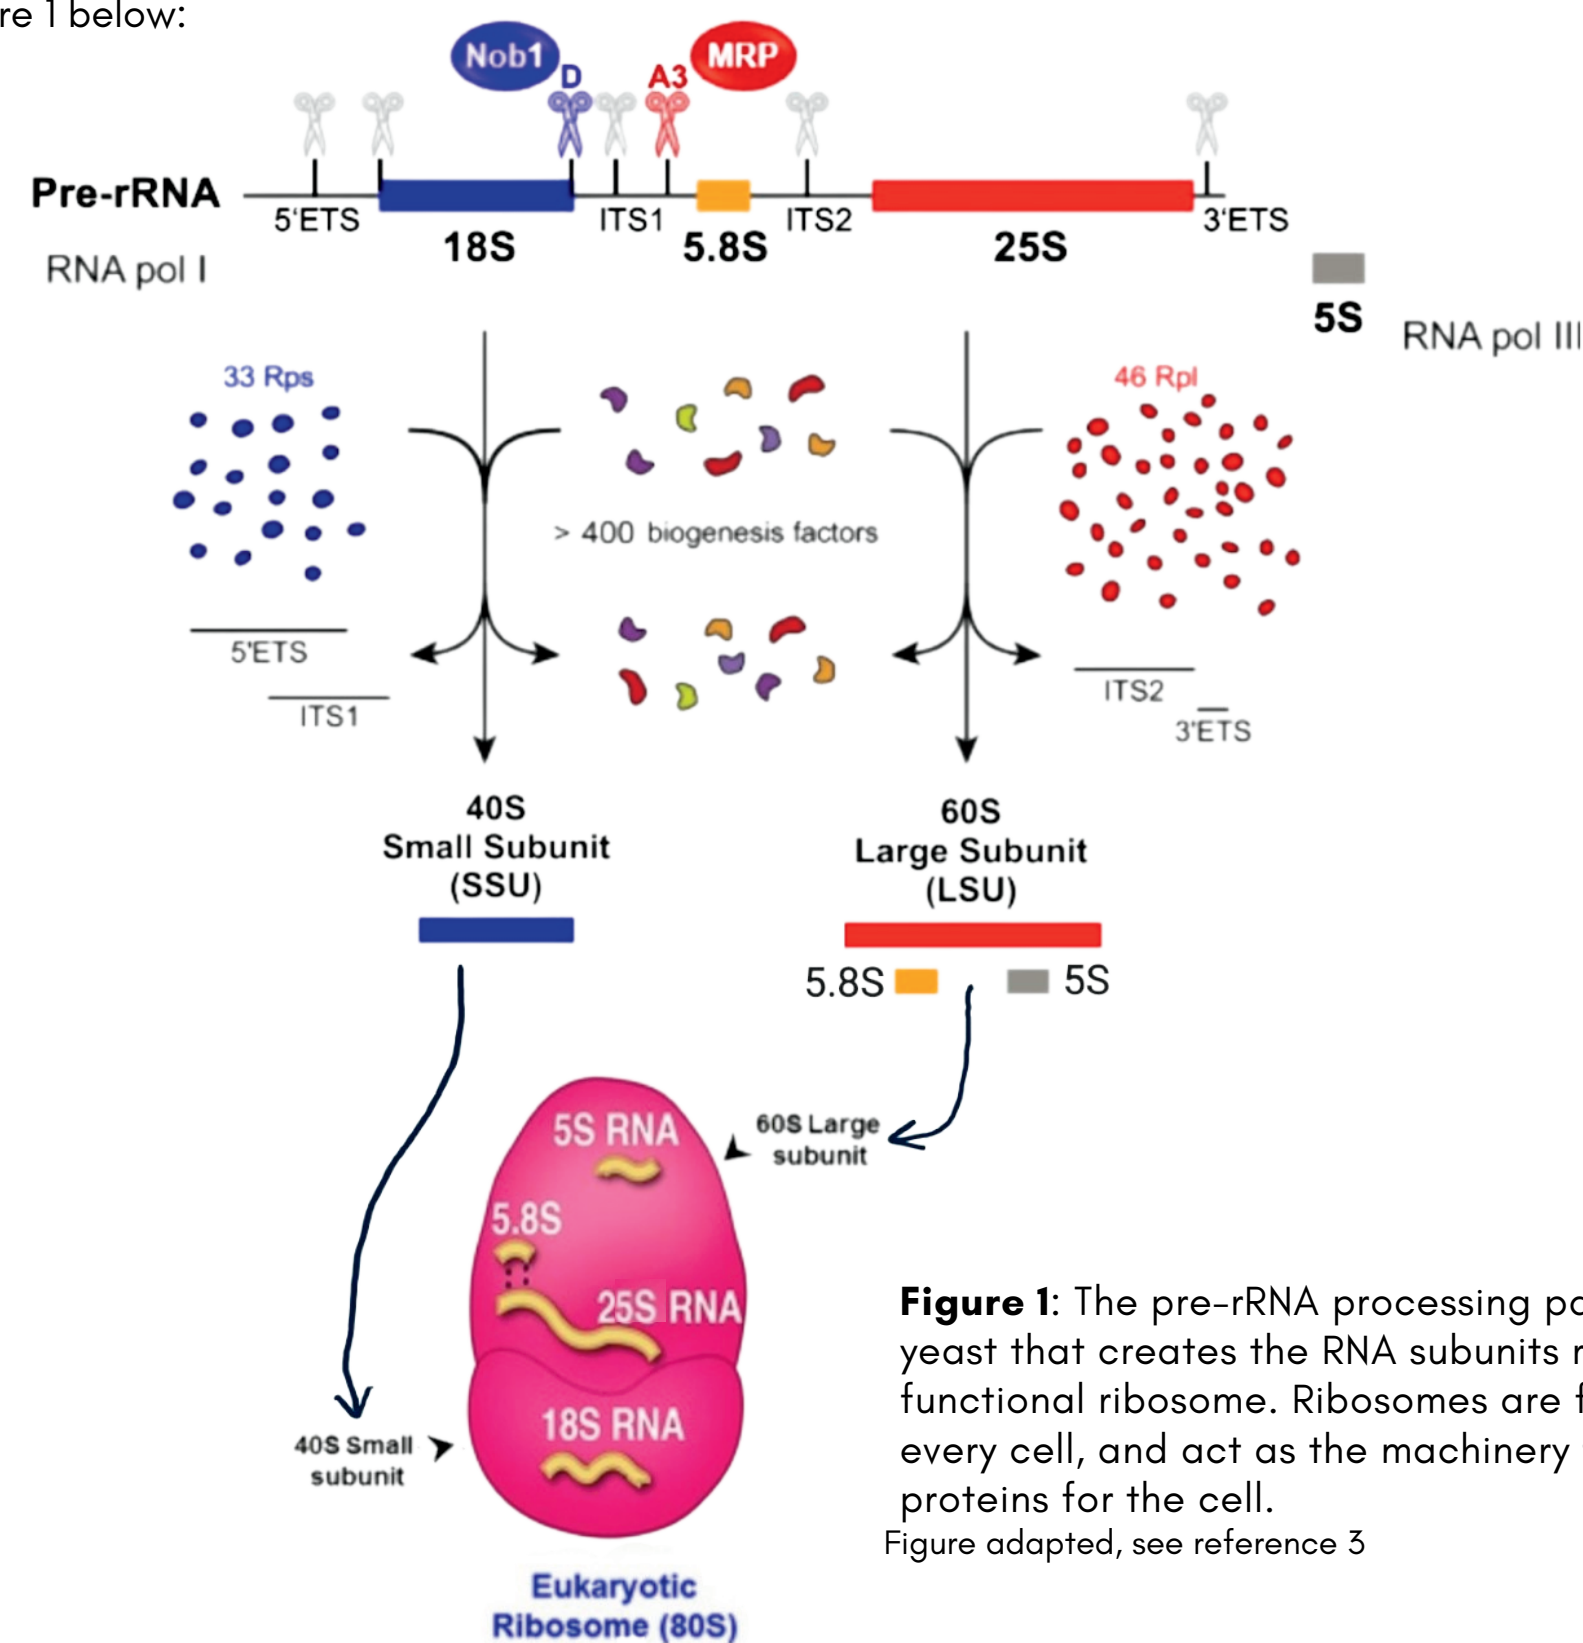 re 1 below:
Nob1
D
A3
MRP
Pre-rRNA
5'ETS
ITS1
ITS2
3'ETS
18S
5.8S
25S
RNA pol I
5S
RNA pol III
33 Rps
46 Rpl
> 400 biogenesis factors
5'ETS
ITS1
ITS2
3'ETS
40S
Small Subunit
(SSU)
60S
Large Subunit
(LSU)
5.8S
5S
5S RNA
60S Large
subunit
5.8S
25S RNA
18S RNA
40S Small
subunit
Eukaryotic
Ribosome (80S)
Figure 1: The pre-rRNA processing pa
yeast that creates the RNA subunits
functional ribosome. Ribosomes are f
every cell, and act as the machinery
proteins for the cell.
Figure adapted, see reference 3